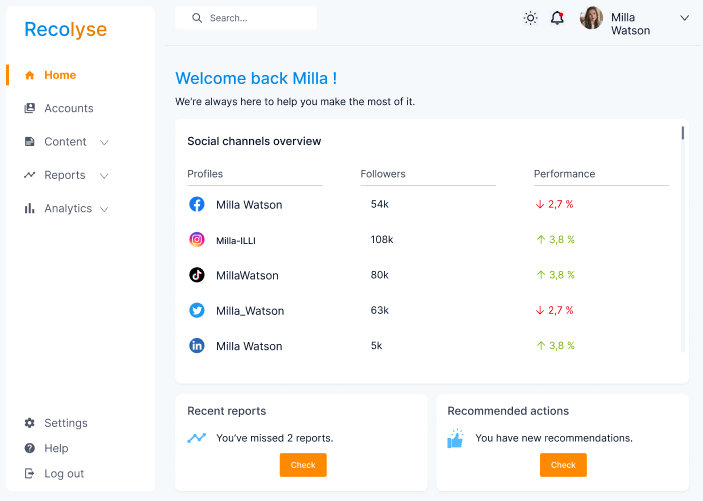 Recolyse
Search...
Milla
Watson
Home
Accounts
Content
Reports
Analytics
Settings
Help
Log out
Welcome back Milla !
We're always here to help you make the most of it.
Social channels overview
Profiles Followers Performance
Milla Watson 54k 2,7 %
Milla-ILLI 108k 3,8 %
MillaWatson 80k 3,8 %
Milla_Watson 63k 2,7 %
Milla Watson 5k 3,8 %
Recent reports
You've missed 2 reports.
Check
Recommended actions
You have new recommendations.
Check